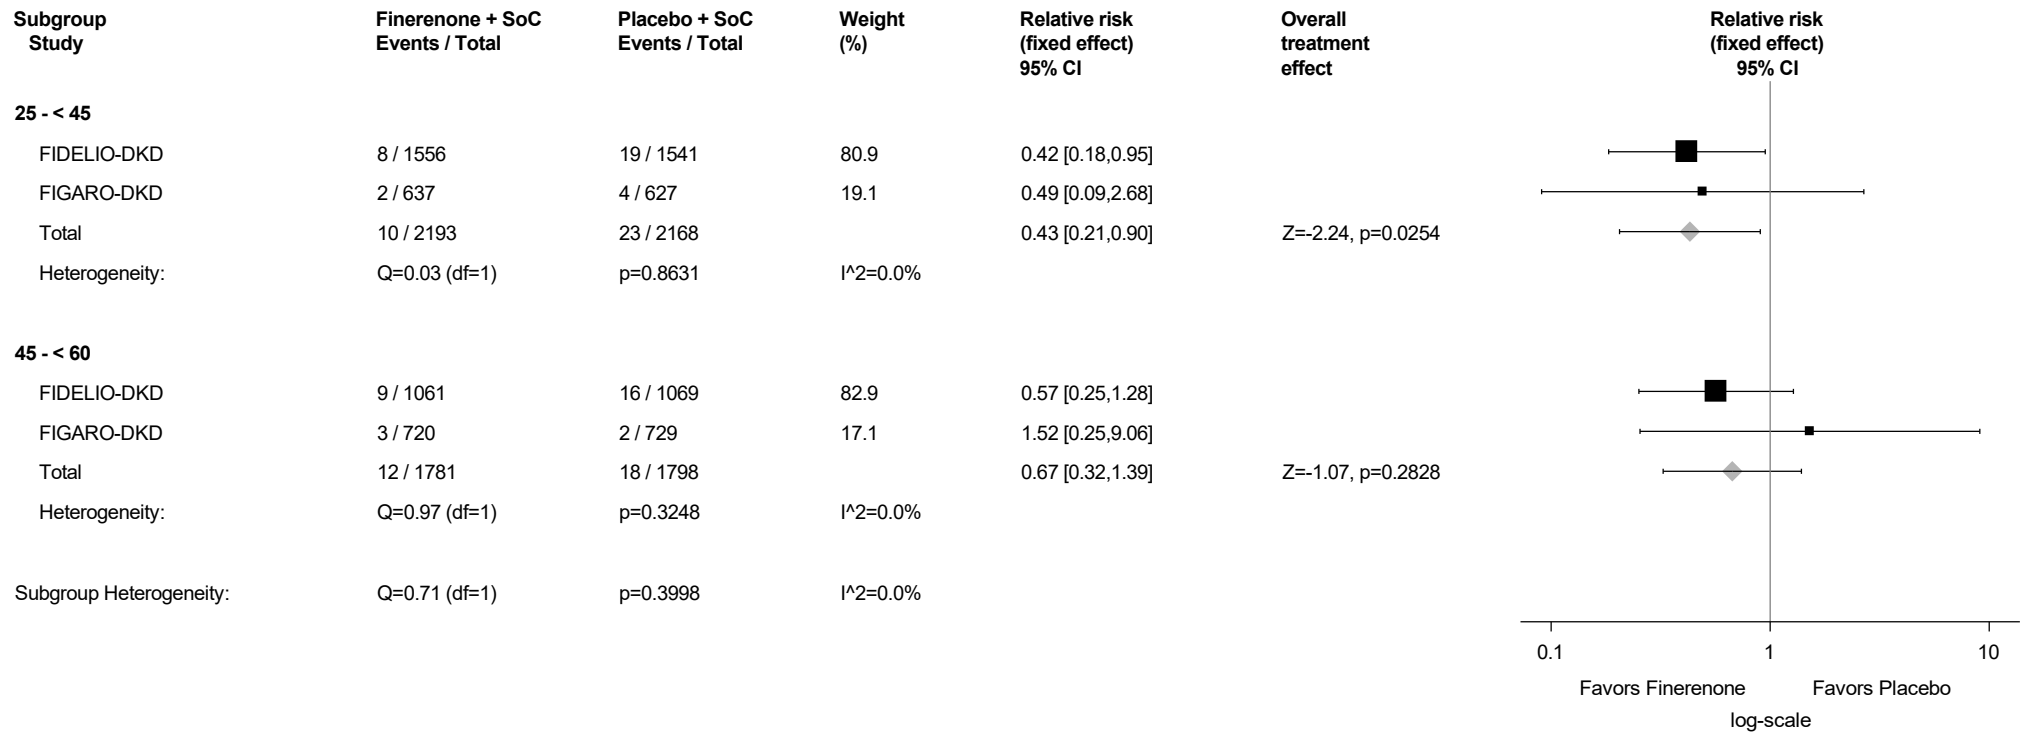 Subgroup Finerenone + SoC Placebo + SoC Weight Relative risk Overall Relative risk
Study Events / Total Events / Total (%) (fixed effect) treatment (fixed effect)
95% CI effect 95% CI
25 - < 45
FIDELIO-DKD 8 / 1556 19 / 1541 80.9 0.42 [0.18,0.95]
FIGARO-DKD 2 / 637 4 / 627 19.1 0.49 [0.09,2.68]
Total 10 / 2193 23 / 2168 0.43 [0.21,0.90] Z=-2.24, p=0.0254
Heterogeneity: Q=0.03 (df=1) p=0.8631 I^2=0.0%
45 - < 60
FIDELIO-DKD 9 / 1061 16 / 1069 82.9 0.57 [0.25,1.28]
FIGARO-DKD 3 / 720 2 / 729 17.1 1.52 [0.25,9.06]
Total 12 / 1781 18 / 1798 0.67 [0.32,1.39] Z=-1.07, p=0.2828
Heterogeneity: Q=0.97 (df=1) p=0.3248 I^2=0.0%
Subgroup Heterogeneity: Q=0.71 (df=1) p=0.3998 I^2=0.0%
0.1 1 10
Favors Finerenone Favors Placebo
log-scale